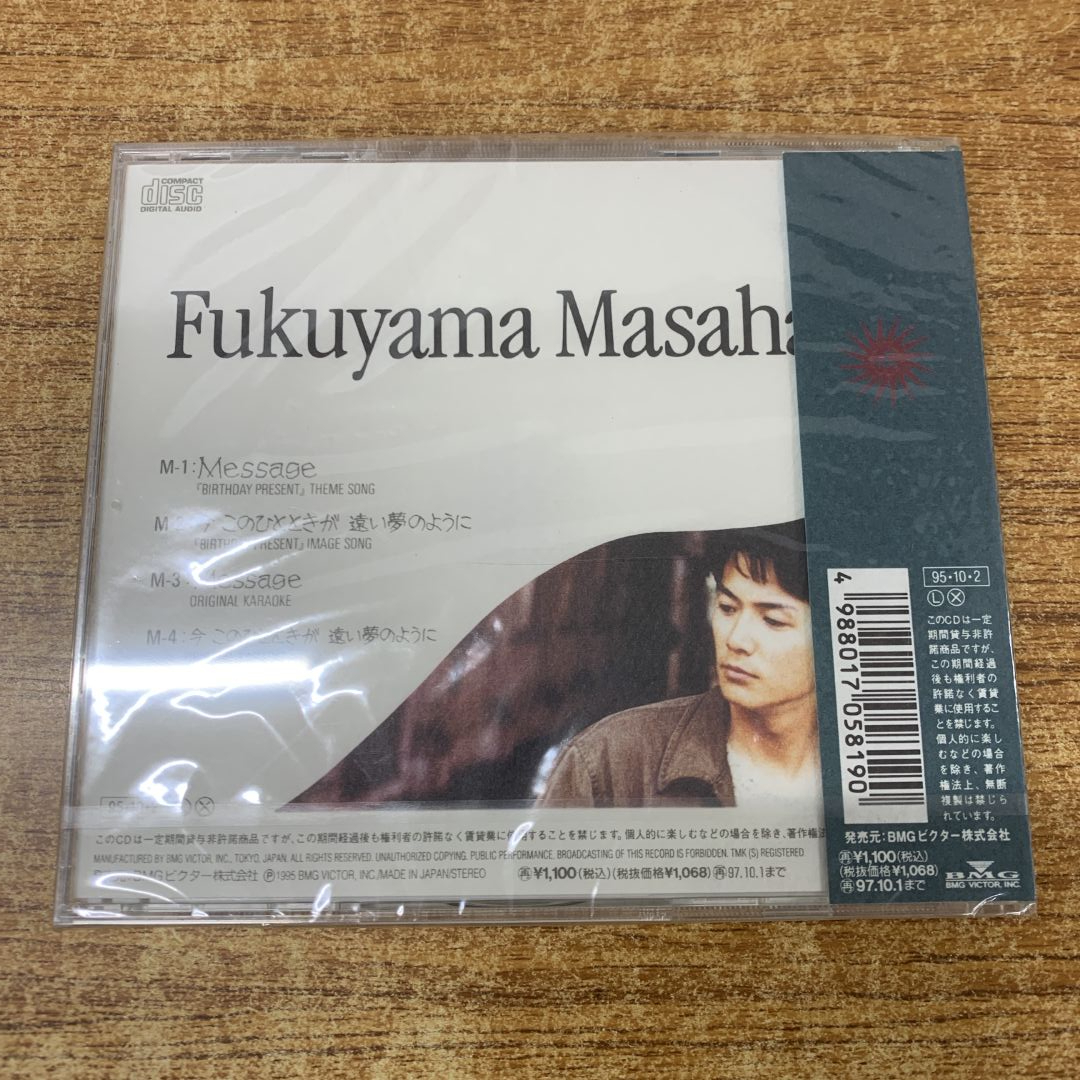 COMPACT
disc
DIGITAL AUDIO
Fukuyama Masaha
M-1: Message
『BIRTHDAY PRESENT』 THEME SONG
今 このひとときが 遠い夢のように
『BIRTHDAY PRESENT』 IMAGE SONG
M-3: Message
ORIGINAL KARAOKE
M-4: 今 このひとときが 遠い夢のように
このCDは一定期間貸与非許諾商品ですが、この期間経過後も権利者の許諾なく賃貸業に使用することを禁じます。個人的に楽しむなどの場合を除き、著作権法
MANUFACTURED BY BMG VICTOR, INC., TOKYO, JAPAN. ALL RIGHTS RESERVED. UNAUTHORIZED COPYING, PUBLIC PERFORMANCE, BROADCASTING OF THIS RECORD IS FORBIDDEN. TMK (S) REGISTERED
BMGビクター株式会社 Ⓟ1995 BMG VICTOR, INC./MADE IN JAPAN/STEREO 再¥1,100(税込)(税抜価格¥1,068) 再97.10.1まで
4 988017 058190
95・10・2
Ⓛ Ⓧ
このCDは一定
期間貸与非許
諾商品ですが、
この期間経過
後も権利者の
許諾なく賃貸
業に使用するこ
とを禁じます。
個人的に楽し
むなどの場合
を除き、著作
権法上、無断
複製は禁じら
れています。
発売元:BMGビクター株式会社
再¥1,100(税込)
(税抜価格¥1,068)
再97.10.1まで
BMG
BMG VICTOR, INC.